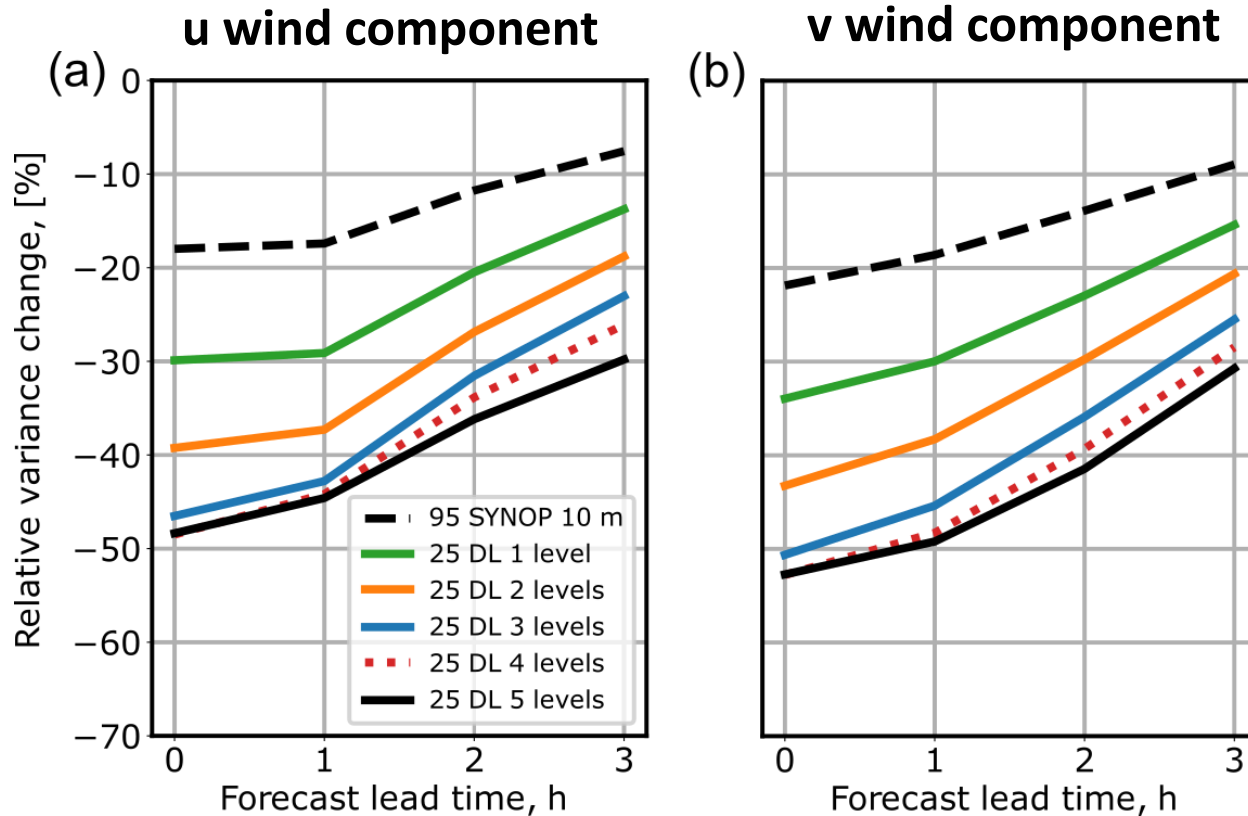 u wind component
v wind component
(a)
(b)
Relative variance change, [%]
0
−10
−20
−30
−40
−50
−60
−70
95 SYNOP 10 m
25 DL 1 level
25 DL 2 levels
25 DL 3 levels
25 DL 4 levels
25 DL 5 levels
0 1 2 3
0 1 2 3
Forecast lead time, h
Forecast lead time, h